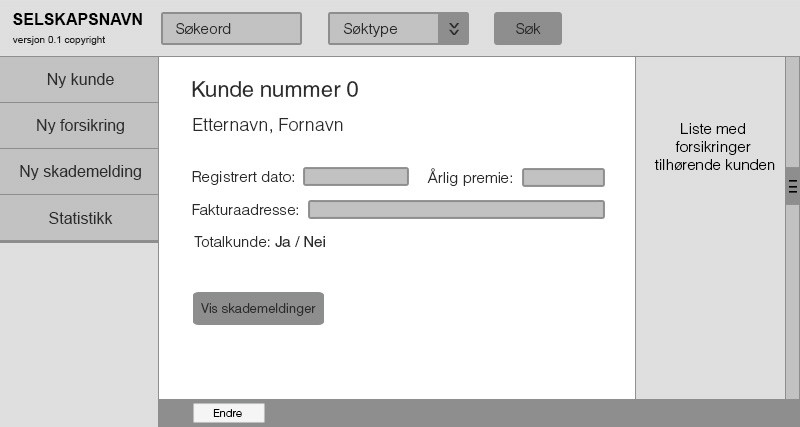 SELSKAPSNAVN
versjon 0.1 copyright
Søkeord
Søktype
Søk
Ny kunde
Ny forsikring
Ny skademelding
Statistikk
Kunde nummer 0
Etternavn, Fornavn
Registrert dato:
Årlig premie:
Fakturaadresse:
Totalkunde: Ja / Nei
Vis skademeldinger
Liste med
forsikringer
tilhørende kunden
Endre